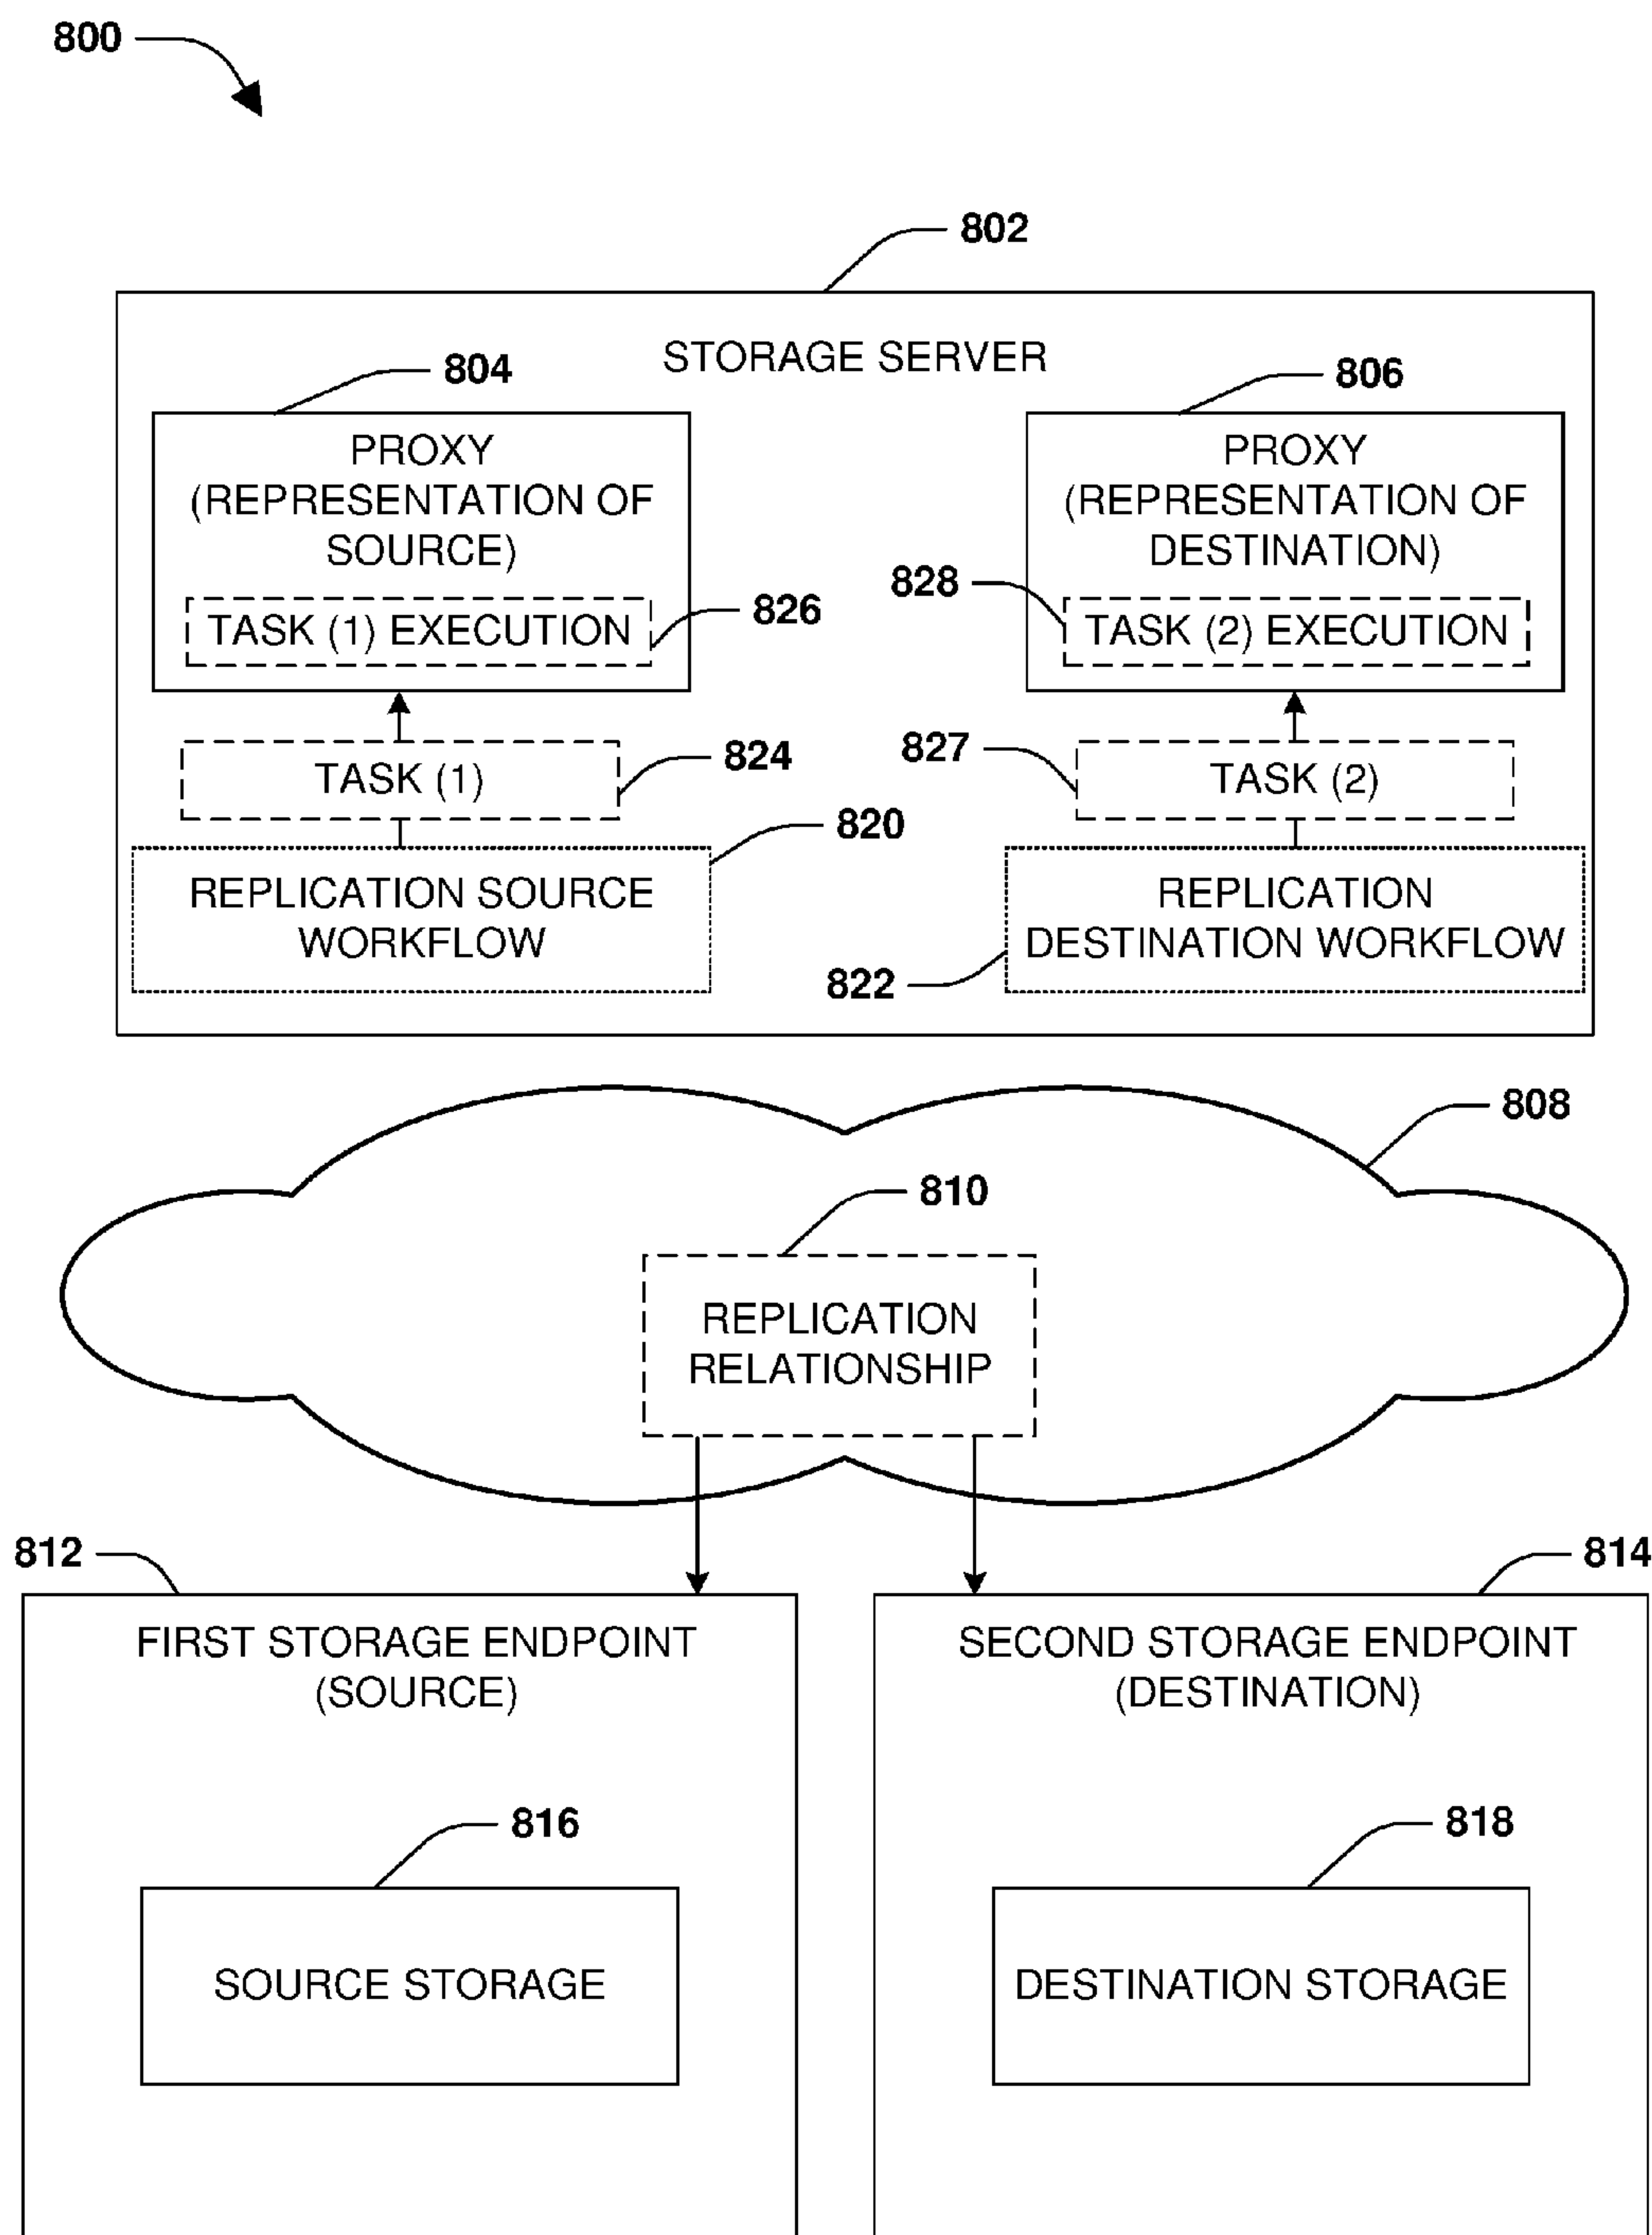 800
802
STORAGE SERVER
804
806
PROXY
(REPRESENTATION OF
SOURCE)
TASK (1) EXECUTION
826
PROXY
(REPRESENTATION OF
DESTINATION)
828
TASK (2) EXECUTION
TASK (1)
824
827
TASK (2)
820
REPLICATION SOURCE
WORKFLOW
REPLICATION
DESTINATION WORKFLOW
822
808
810
REPLICATION
RELATIONSHIP
812
814
FIRST STORAGE ENDPOINT
(SOURCE)
SECOND STORAGE ENDPOINT
(DESTINATION)
816
818
SOURCE STORAGE
DESTINATION STORAGE